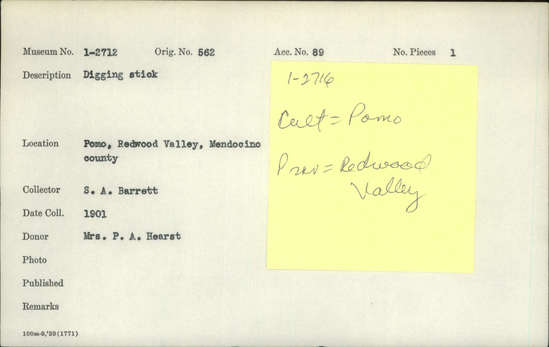 Museum No. 1-2712 Orig. No. 562 Acc. No. 89 No. Pieces 1
Description Digging stick
1-2716
Cult = Pomo
Location Pomo, Redwood Valley, Mendocino
county
Prov = Redwood
Valley
Collector S. A. Barrett
Date Coll. 1901
Donor Mrs. P. A. Hearst
Photo
Published
Remarks
100m-9,'39(1771)